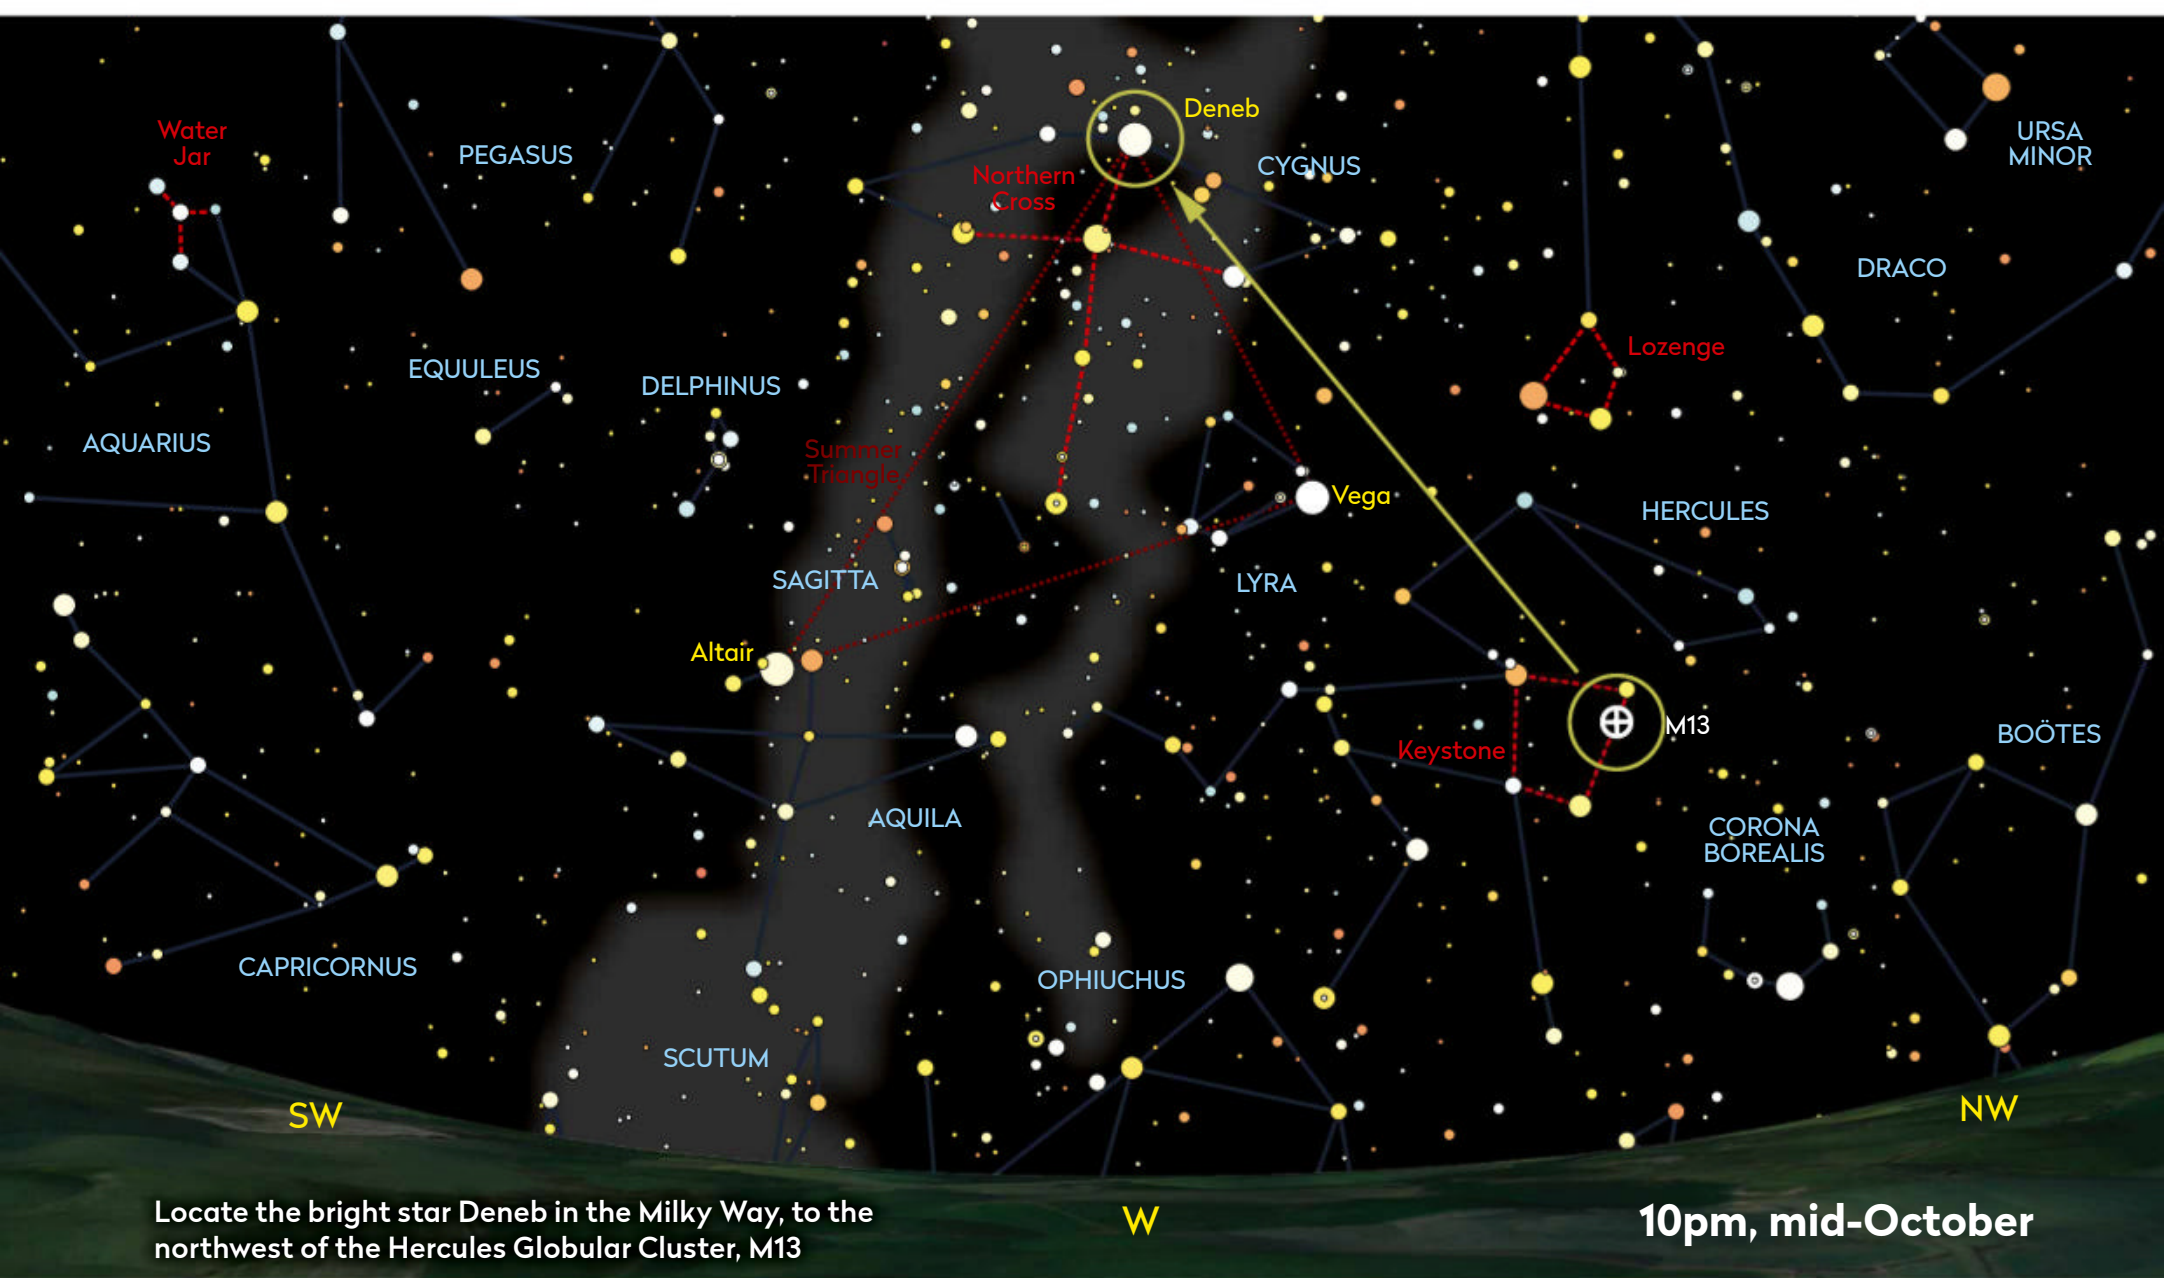 Deneb
Water
Jar
PEGASUS
URSA
MINOR
CYGNUS
Northern
Cross
DRACO
Lozenge
EQUULEUS
DELPHINUS
AQUARIUS
Summer
Triangle
Vega
HERCULES
SAGITTA
LYRA
Altair
M13
BOÖTES
Keystone
AQUILA
CORONA
BOREALIS
CAPRICORNUS
OPHIUCHUS
SCUTUM
SW
NW
Locate the bright star Deneb in the Milky Way, to the
northwest of the Hercules Globular Cluster, M13
W
10pm, mid-October